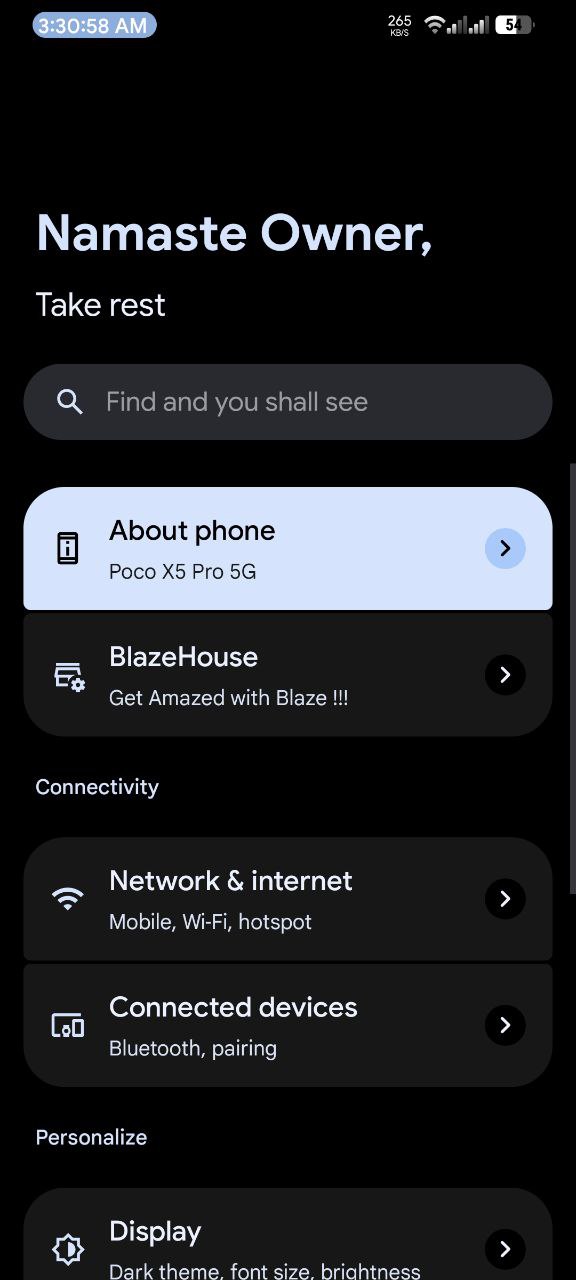 3:30:58 AM
265
KB/S
54
Namaste Owner,
Take rest
Find and you shall see
About phone
Poco X5 Pro 5G
BlazeHouse
Get Amazed with Blaze !!!
Connectivity
Network & internet
Mobile, Wi-Fi, hotspot
Connected devices
Bluetooth, pairing
Personalize
Display
Dark theme, font size, brightness